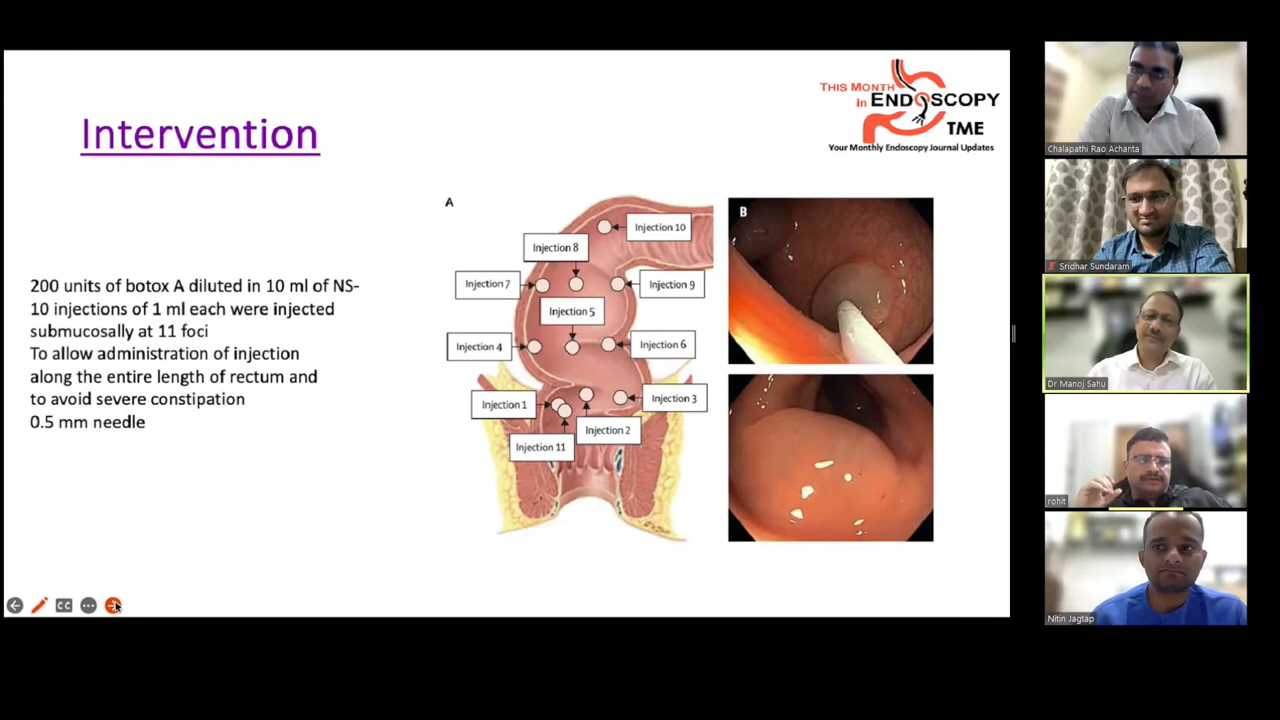 Intervention
THIS MONTH
in ENDOSCOPY
TME
Your Monthly Endoscopy Journal Updates
200 units of botox A diluted in 10 ml of NS-
10 injections of 1 ml each were injected
submucosally at 11 foci
To allow administration of injection
along the entire length of rectum and
to avoid severe constipation
0.5 mm needle
A
Injection 10
Injection 8
Injection 7
Injection 9
Injection 5
Injection 4
Injection 6
Injection 1
Injection 3
Injection 2
Injection 11
B
CC
Chalapathi Rao Achanta
Sridhar Sundaram
Dr Manoj Sahu
rohit
Nitin Jagtap